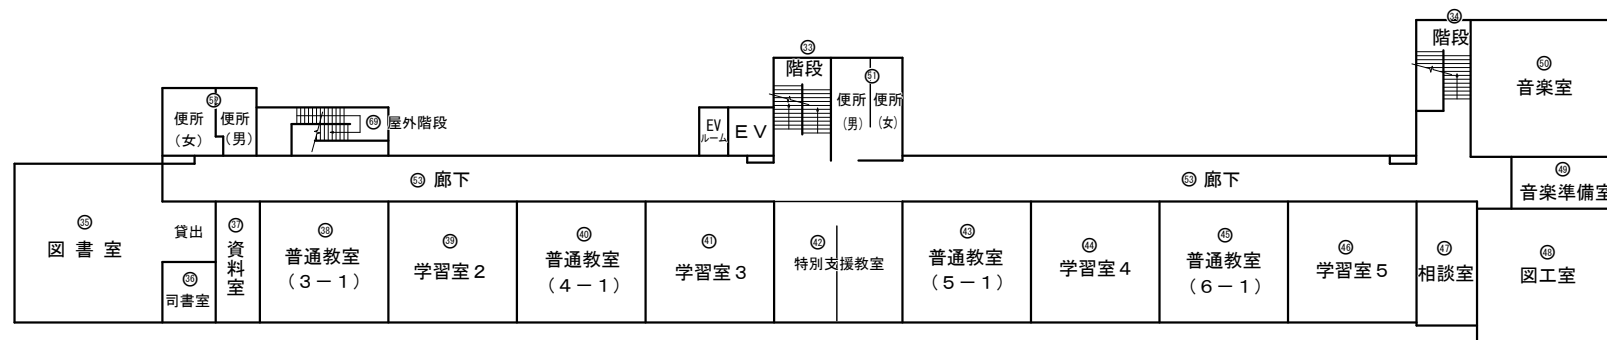 ㉞
階段
㉝
階段
㊿
音楽室
51
便所
(男)
便所
(女)
52
便所
(女)
便所
(男)
69 屋外階段
EV
ルーム
EV
53 廊下
53 廊下
㊾
音楽準備室
㉟
図書室
貸出
㊱
司書室
㊲
資料室
㊳
普通教室
(3-1)
㊴
学習室2
㊵
普通教室
(4-1)
㊶
学習室3
㊷
特別支援教室
㊸
普通教室
(5-1)
㊹
学習室4
㊺
普通教室
(6-1)
㊻
学習室5
㊼
相談室
㊽
図工室